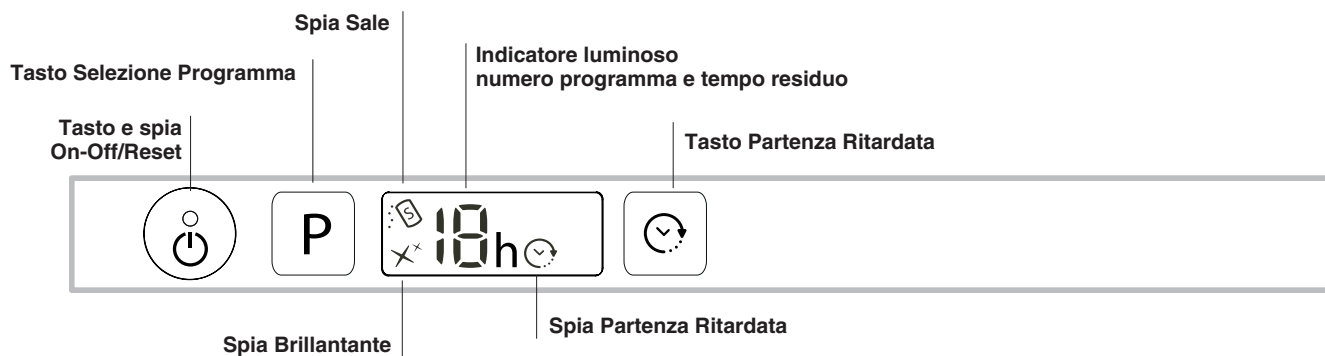 Spia Sale
Indicatore luminoso
numero programma e tempo residuo
Tasto Selezione Programma
Tasto e spia
On-Off/Reset
Tasto Partenza Ritardata
P
S
18h
Spia Partenza Ritardata
Spia Brillantante